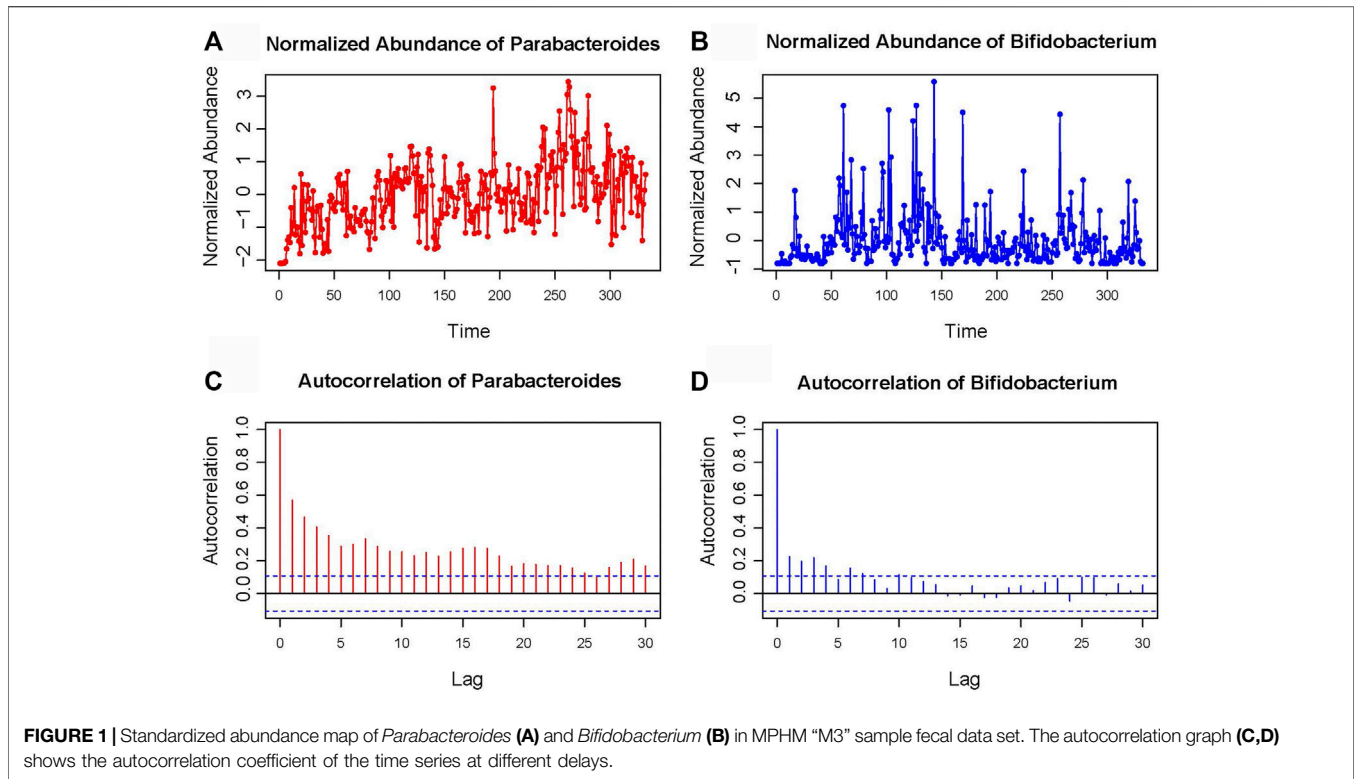 A Normalized Abundance of Parabacteroides
B Normalized Abundance of Bifidobacterium
Normalized Abundance
3
2
1
0
-1
-2
0 50 100 150 200 250 300
Time
Normalized Abundance
5
4
3
2
1
0
-1
0 50 100 150 200 250 300
Time
C Autocorrelation of Parabacteroides
D Autocorrelation of Bifidobacterium
Autocorrelation
1.0
0.8
0.6
0.4
0.2
0.0
0 5 10 15 20 25 30
Lag
Autocorrelation
1.0
0.8
0.6
0.4
0.2
0.0
0 5 10 15 20 25 30
Lag
FIGURE 1 | Standardized abundance map of Parabacteroides (A) and Bifidobacterium (B) in MPHM “M3” sample fecal data set. The autocorrelation graph (C,D)
shows the autocorrelation coefficient of the time series at different delays.